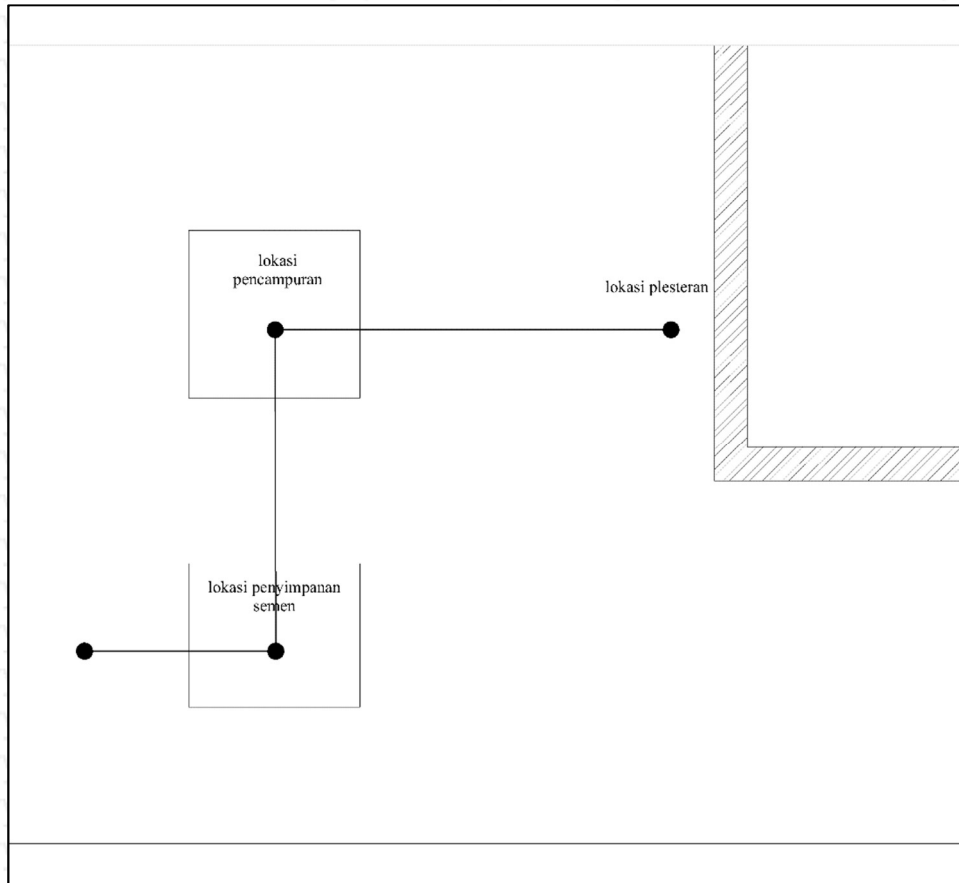 lokasi
pencampuran
lokasi plesteran
lokasi penyimpanan
semen